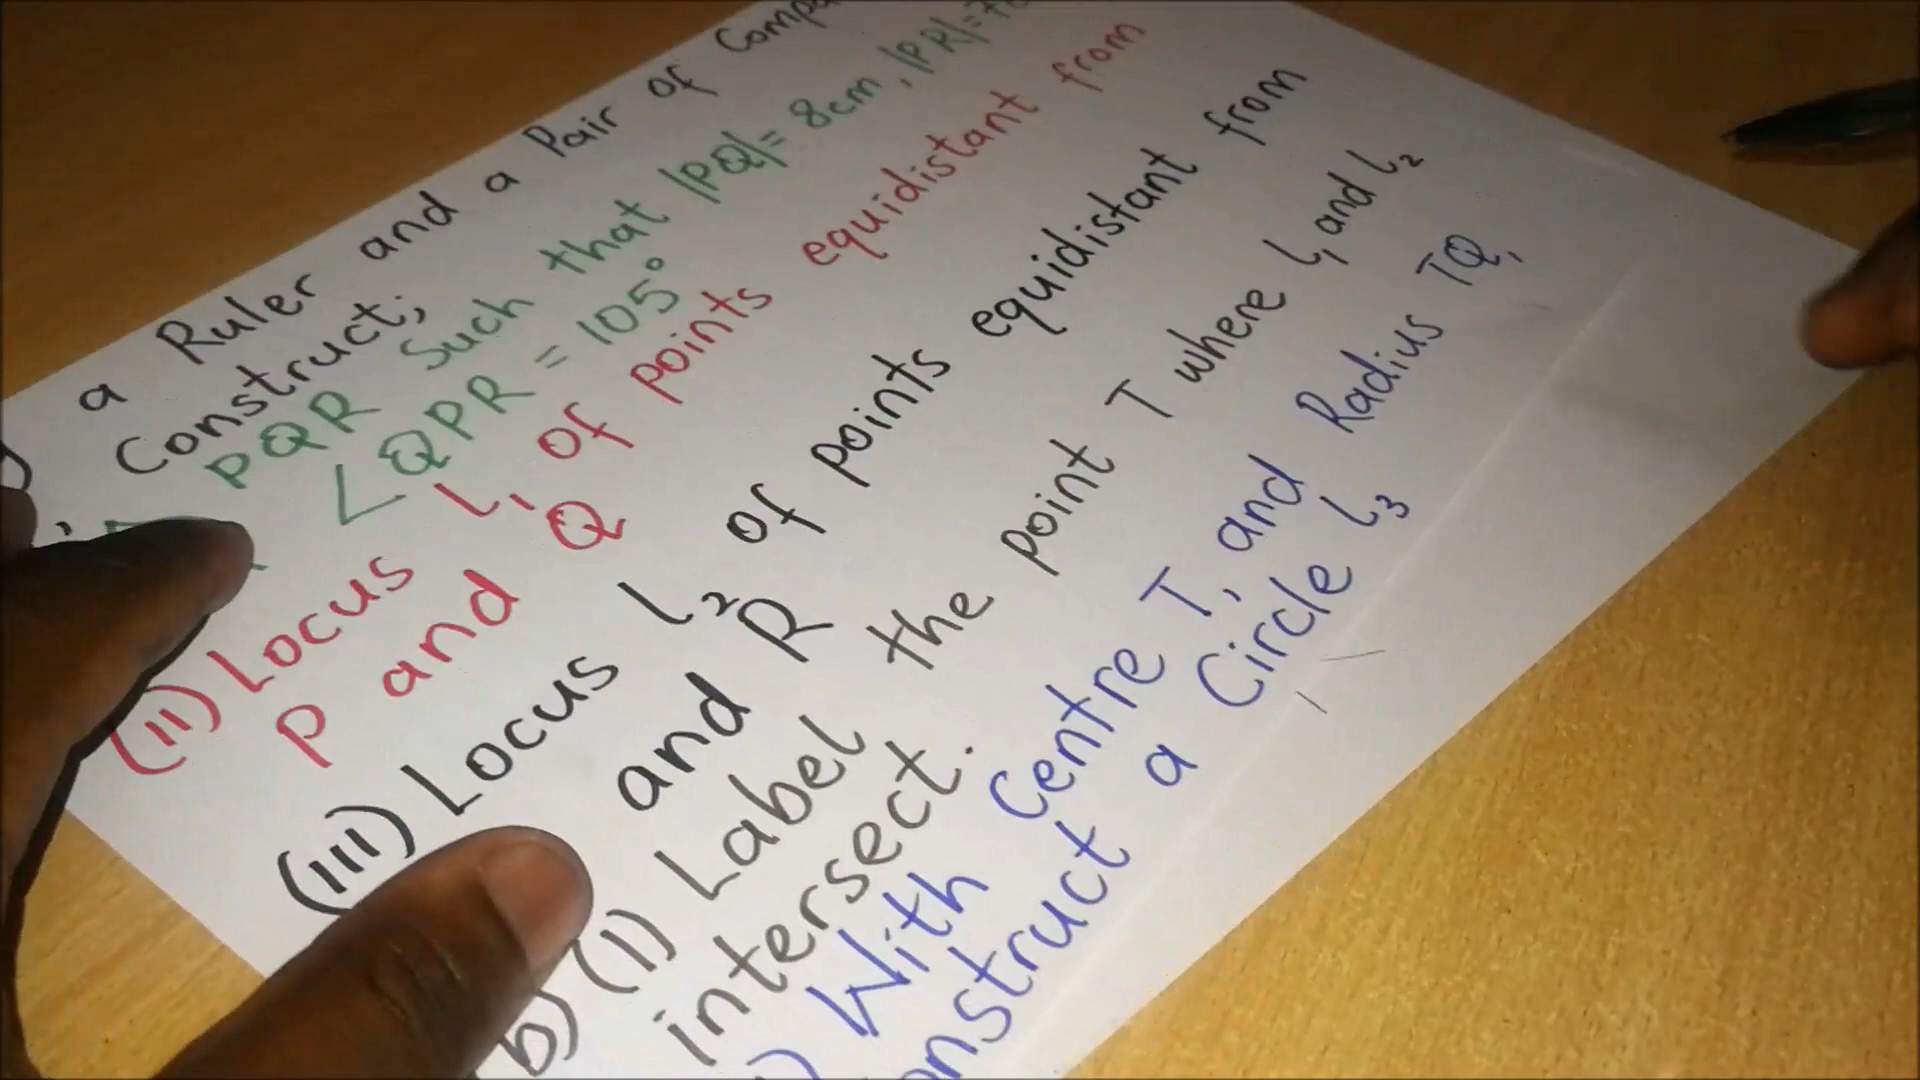 a Ruler and a Pair of
Construct;
PQR Such that |PQ|= 8cm, |PR|=
∠QPR = 105°
(ii) Locus l₁ of points equidistant from
P and Q
(iii) Locus l₂ of points equidistant from
and R
b) (i) Label the point T where l₁ and l₂
intersect.
With Centre T, and Radius TQ,
a Circle l₃